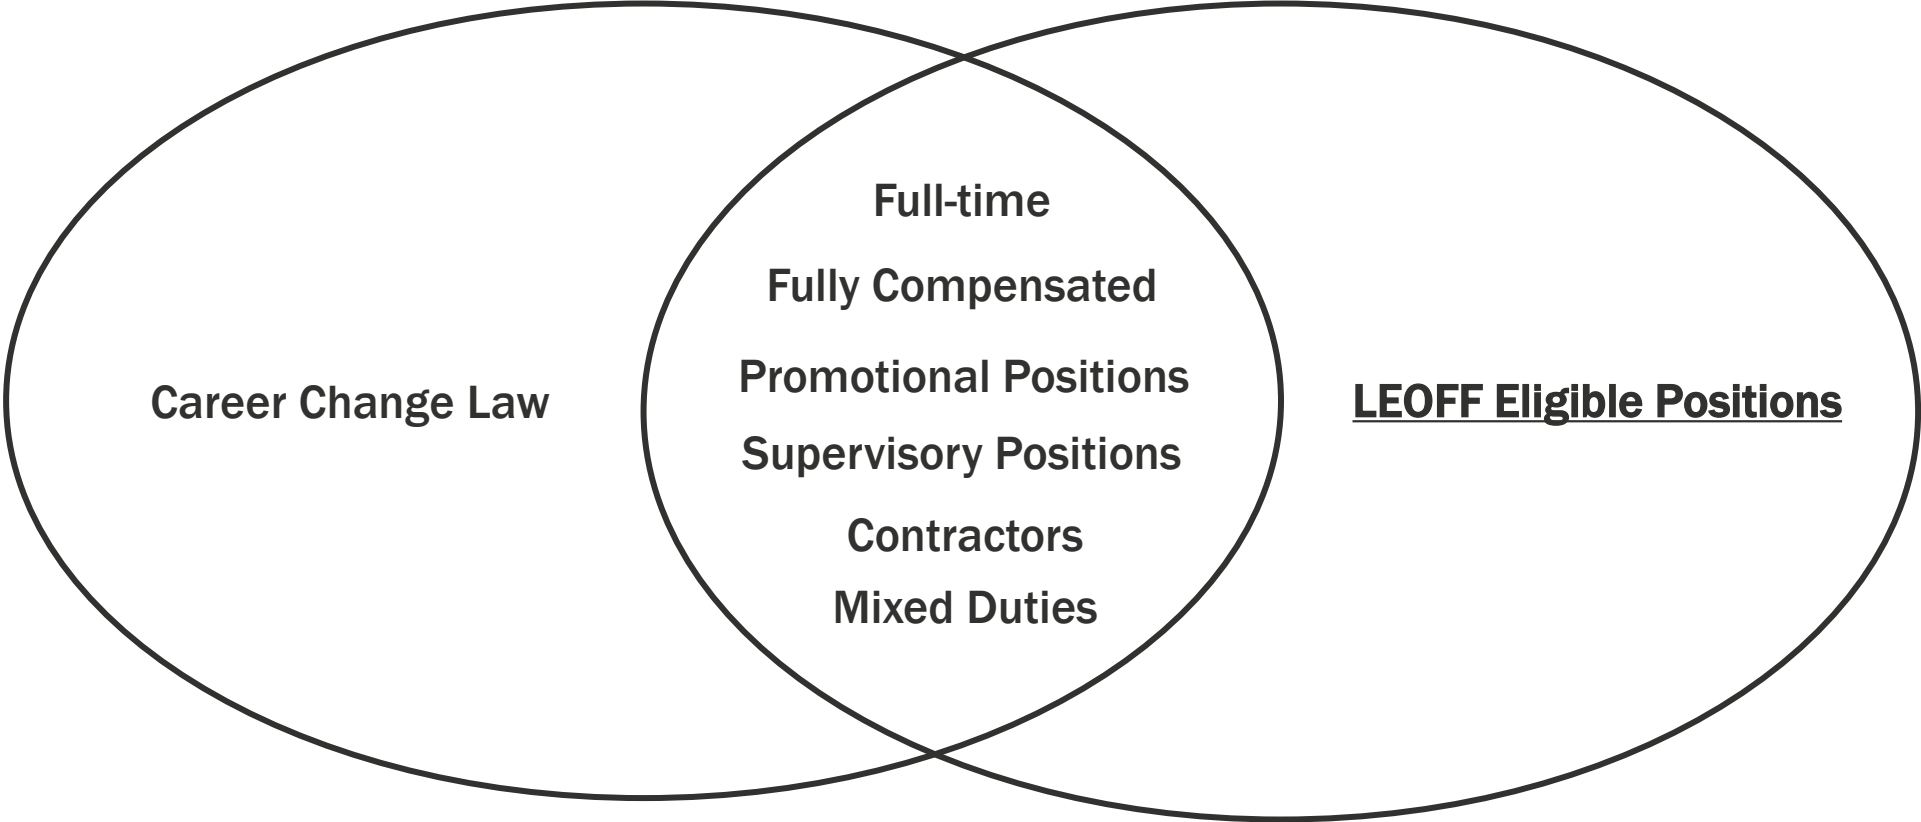 Full-time
Fully Compensated
Promotional Positions
Career Change Law
LEOFF Eligible Positions
Supervisory Positions
Contractors
Mixed Duties